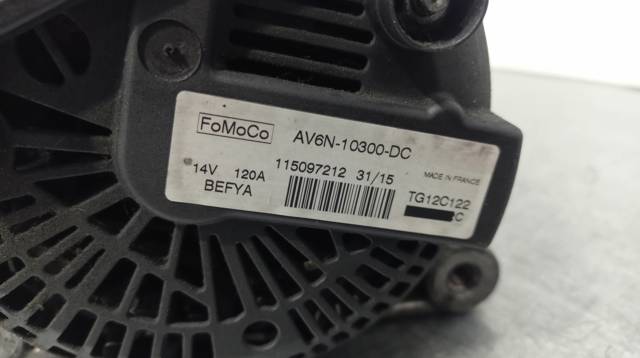 FoMoCo AV6N-10300-DC
14V 120A 115097212 31/15 MADE IN FRANCE
BEFYA TG12C122
C